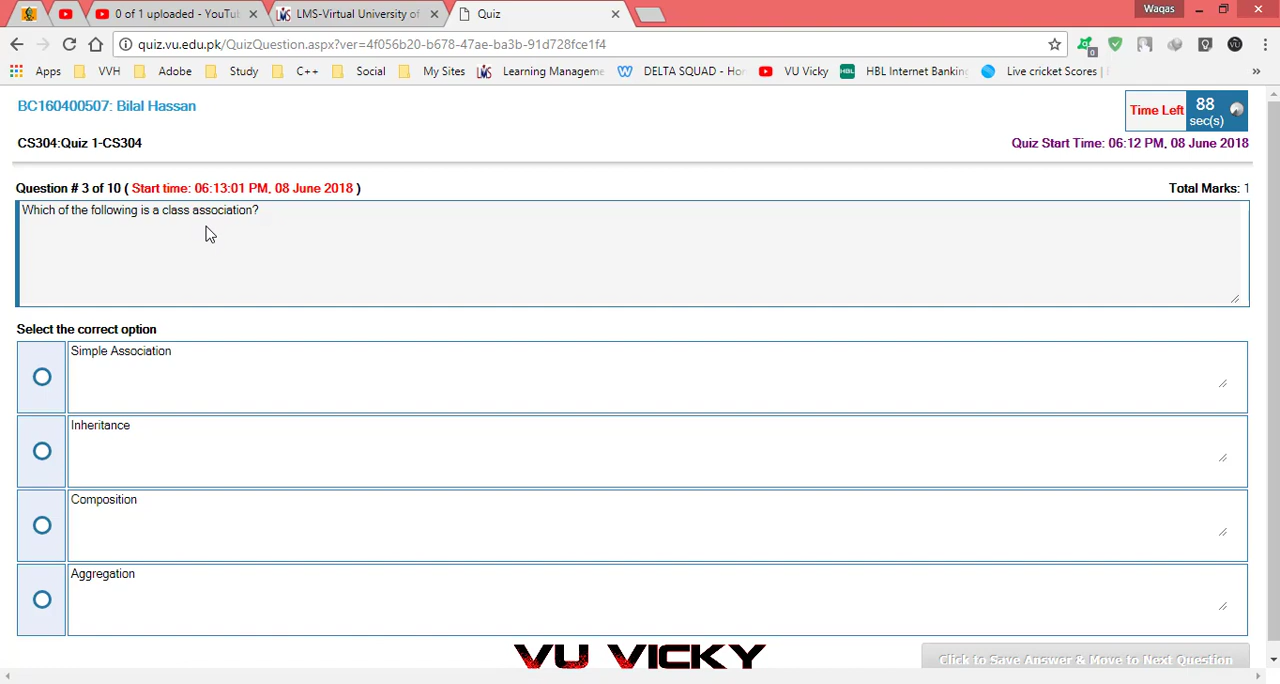 Waqas
0 of 1 uploaded - YouTu
LMS-Virtual University of
Quiz
quiz.vu.edu.pk/QuizQuestion.aspx?ver=4f056b20-b678-47ae-ba3b-91d728fce1f4
Apps VVH Adobe Study C++ Social My Sites Learning Manageme DELTA SQUAD - Hor VU Vicky HBL HBL Internet Banking Live cricket Scores | »
BC160400507: Bilal Hassan
Time Left 88 sec(s)
CS304:Quiz 1-CS304
Quiz Start Time: 06:12 PM, 08 June 2018
Question # 3 of 10 ( Start time: 06:13:01 PM, 08 June 2018 )
Total Marks: 1
Which of the following is a class association?
Select the correct option
Simple Association
Inheritance
Composition
Aggregation
VU VICKY
Click to Save Answer & Move to Next Question